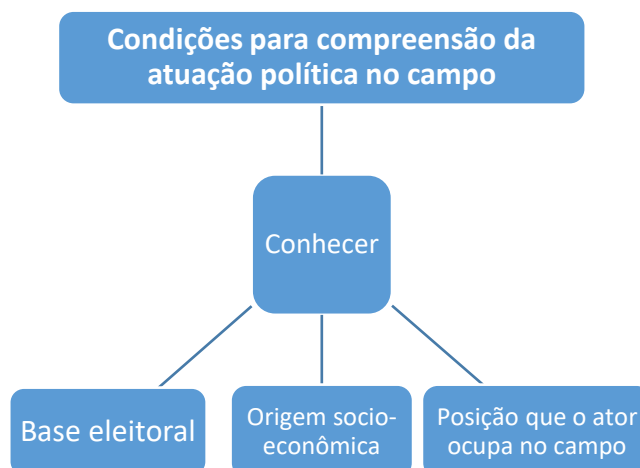 Condições para compreensão da
atuação política no campo
Conhecer
Base eleitoral
Origem socio-
econômica
Posição que o ator
ocupa no campo